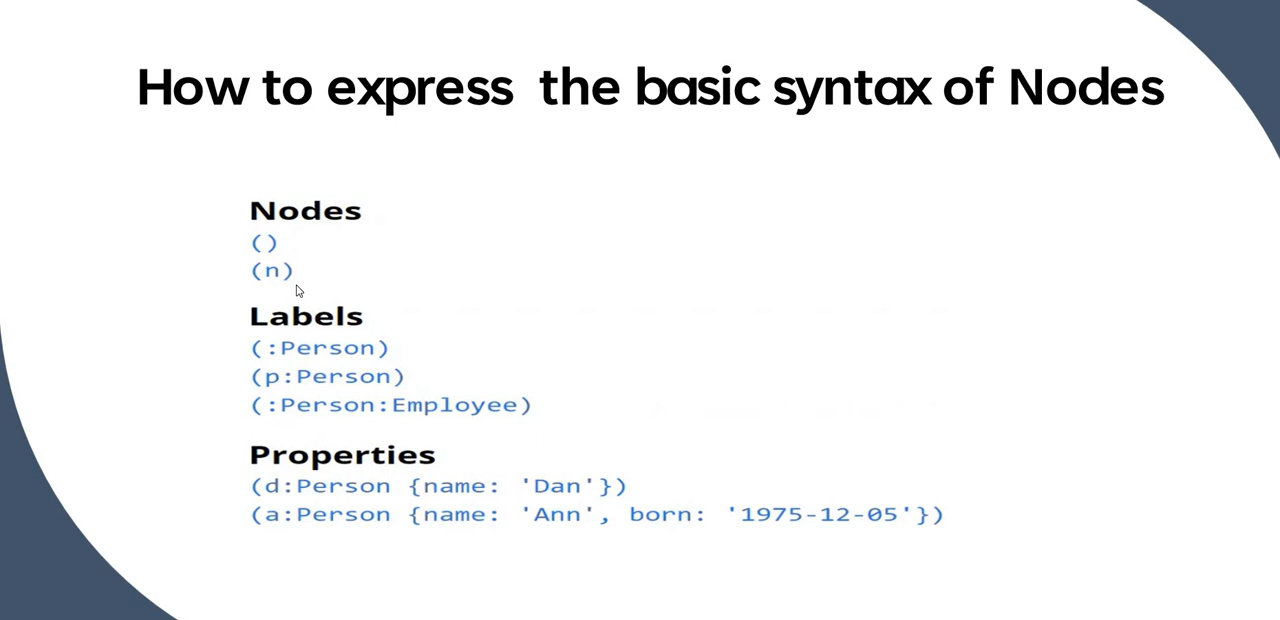 How to express the basic syntax of Nodes
Nodes
()
(n)
Labels
(:Person)
(p:Person)
(:Person:Employee)
Properties
(d:Person {name: 'Dan'})
(a:Person {name: 'Ann', born: '1975-12-05'})